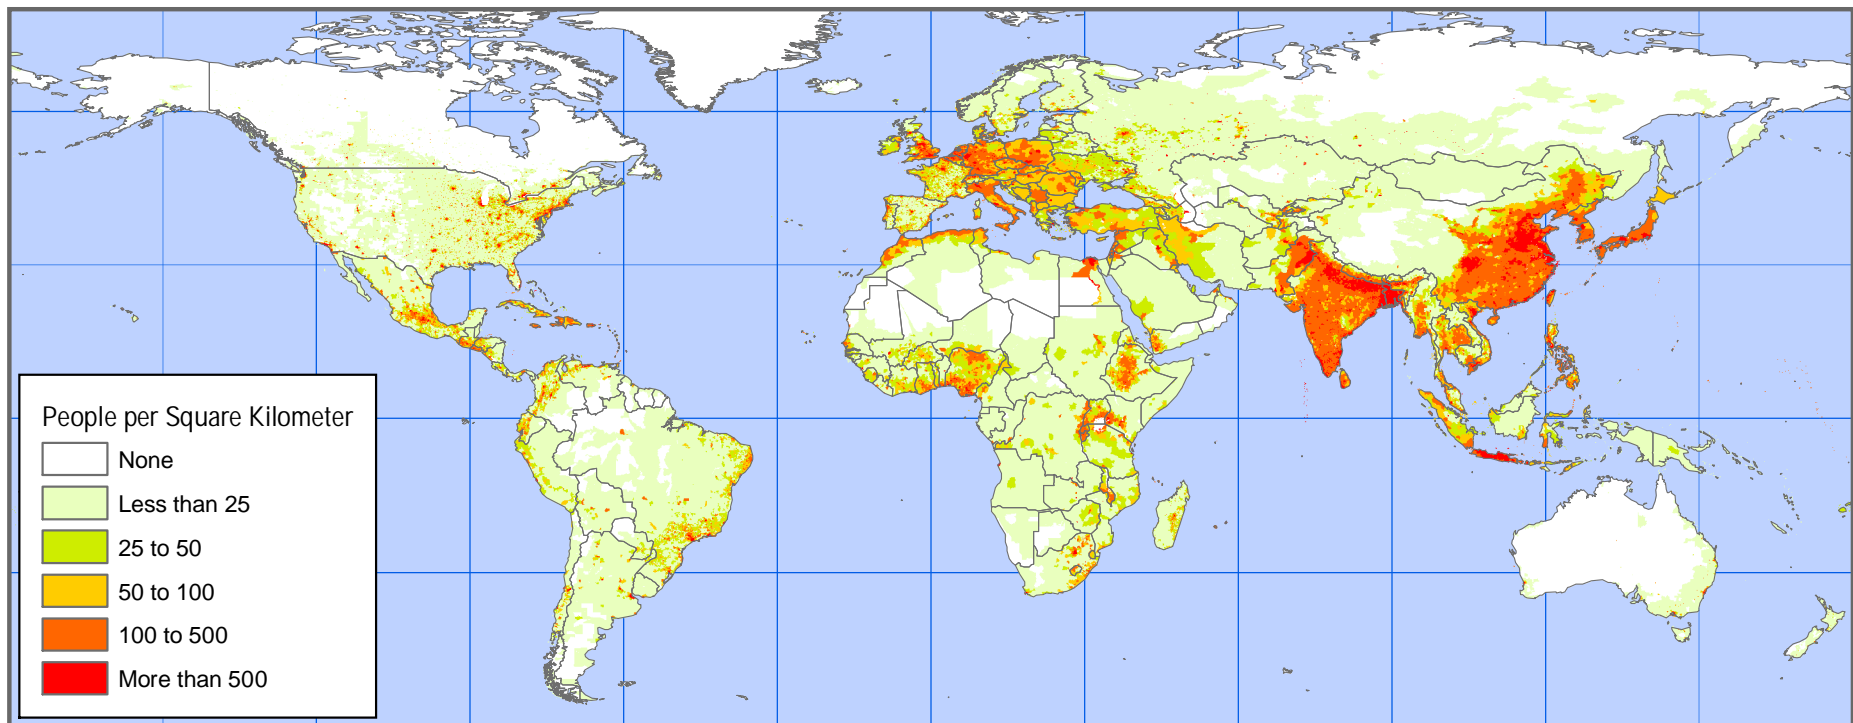 People per Square Kilometer
None
Less than 25
25 to 50
50 to 100
100 to 500
More than 500